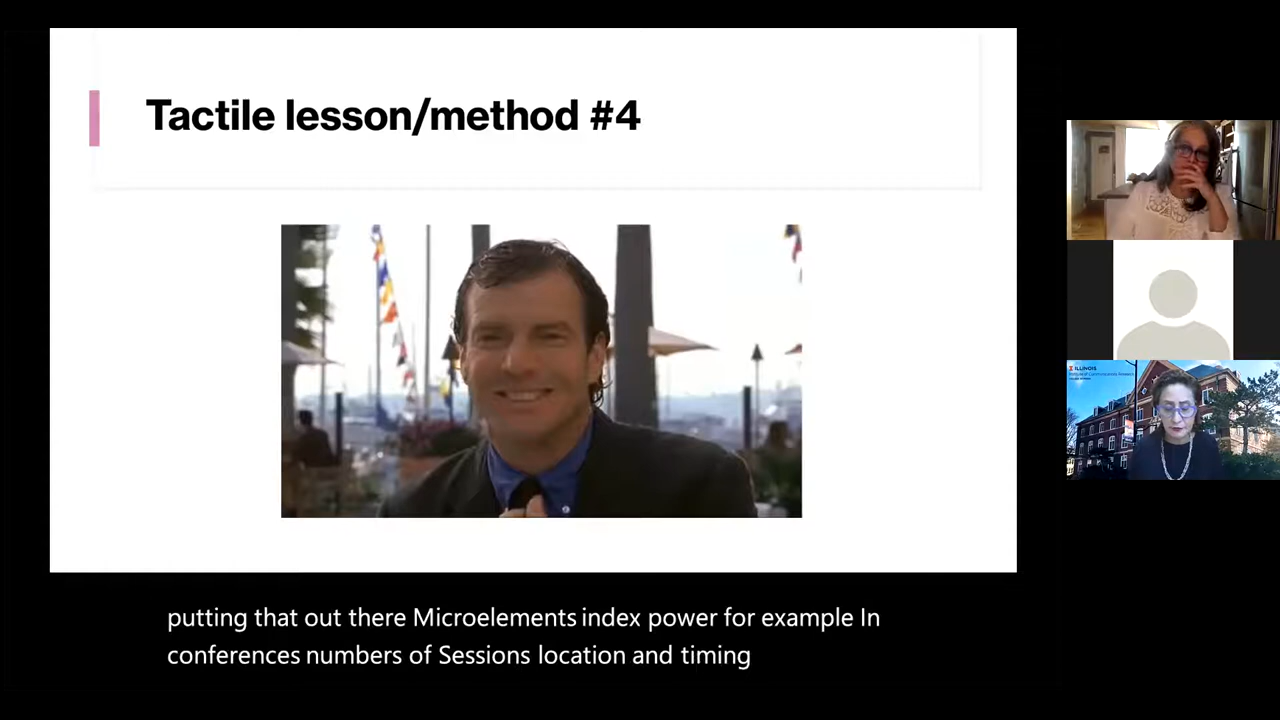 Tactile lesson/method #4
ILLINOIS
putting that out there Microelements index power for example In
conferences numbers of Sessions location and timing